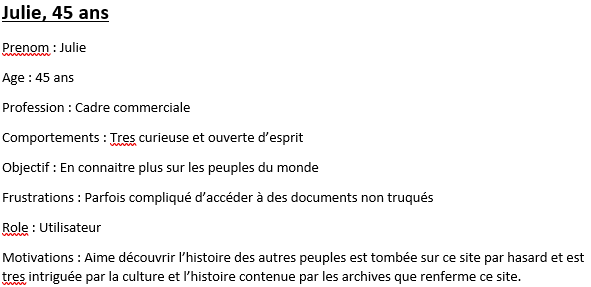 Julie, 45 ans
Prenom : Julie
Age : 45 ans
Profession : Cadre commerciale
Comportements : Tres curieuse et ouverte d’esprit
Objectif : En connaitre plus sur les peuples du monde
Frustrations : Parfois compliqué d’accéder à des documents non truqués
Role : Utilisateur
Motivations : Aime découvrir l’histoire des autres peuples est tombée sur ce site par hasard et est
tres intriguée par la culture et l’histoire contenue par les archives que renferme ce site.